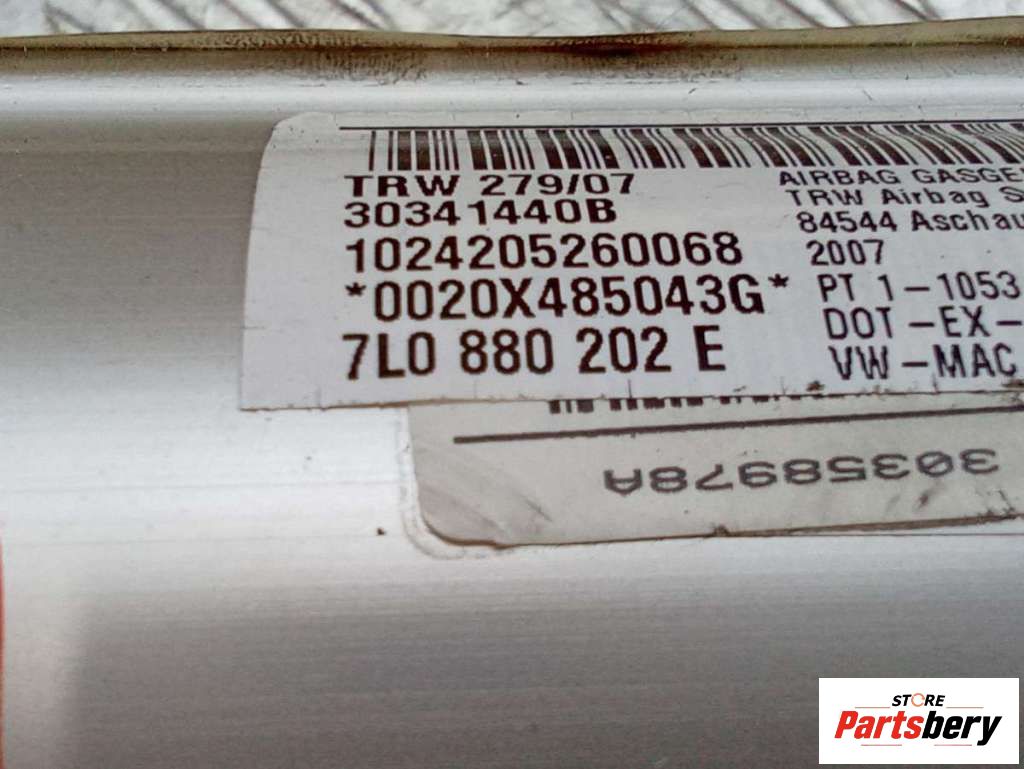 TRW 279/07
30341440B
1024205260068
*0020X485043G*
7L0 880 202 E
AIRBAG GASGE
TRW Airbag S
84544 Aschau
2007
PT 1-1053
DOT-EX-
VW-MAC
30358978A
STORE
Partsbery